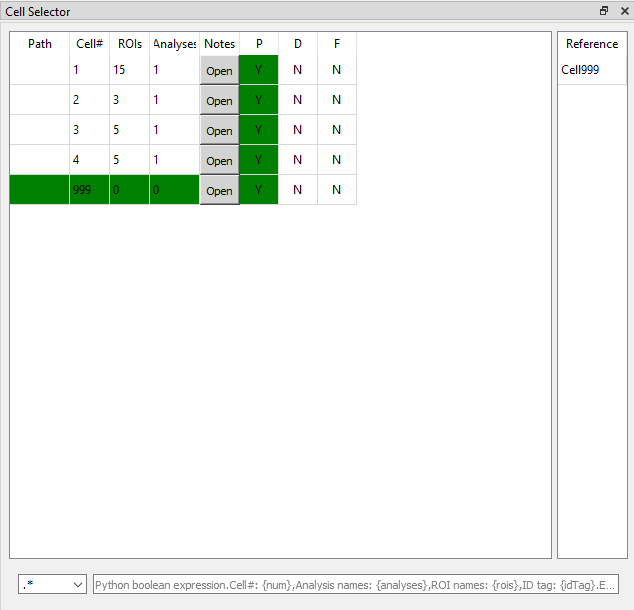 Cell Selector
Path Cell# ROIs Analyses Notes P D F
1 15 1 Open Y N N
2 3 1 Open Y N N
3 5 1 Open Y N N
4 5 1 Open Y N N
999 0 0 Open Y N N
Reference
Cell999
.* Python boolean expression.Cell#: {num},Analysis names: {analyses},ROI names: {rois},ID tag: {idTag}.E...